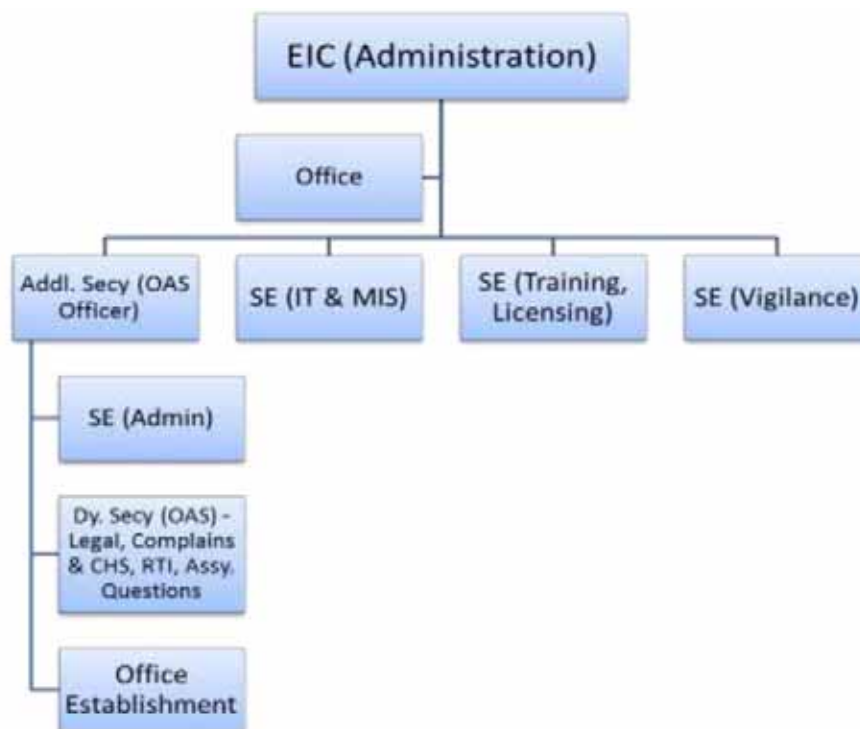 EIC (Administration)
Office
Addl. Secy (OAS
Officer)
SE (IT & MIS)
SE (Training,
Licensing)
SE (Vigilance)
SE (Admin)
Dy. Secy (OAS) -
Legal, Complains
& CHS, RTI, Assy.
Questions
Office
Establishment